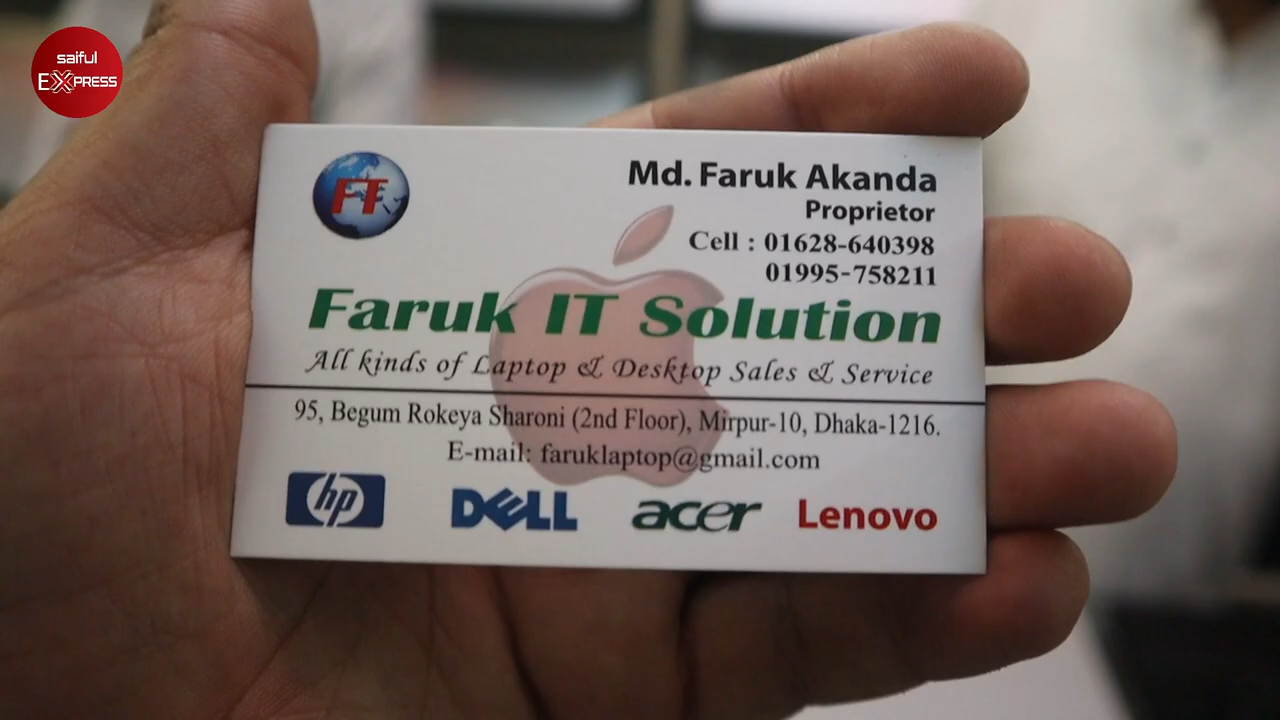 saiful
EXPRESS
FT
Md. Faruk Akanda
Proprietor
Cell : 01628-640398
01995-758211
Faruk IT Solution
All kinds of Laptop & Desktop Sales & Service
95, Begum Rokeya Sharoni (2nd Floor), Mirpur-10, Dhaka-1216.
E-mail: faruklaptop@gmail.com
hp DELL acer Lenovo